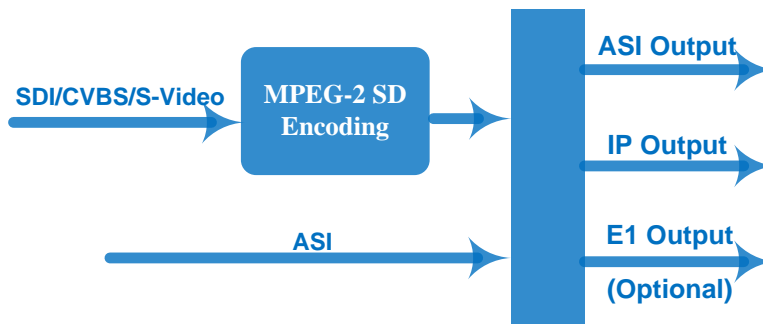 SDI/CVBS/S-Video
MPEG-2 SD
Encoding
ASI
ASI Output
IP Output
E1 Output
(Optional)